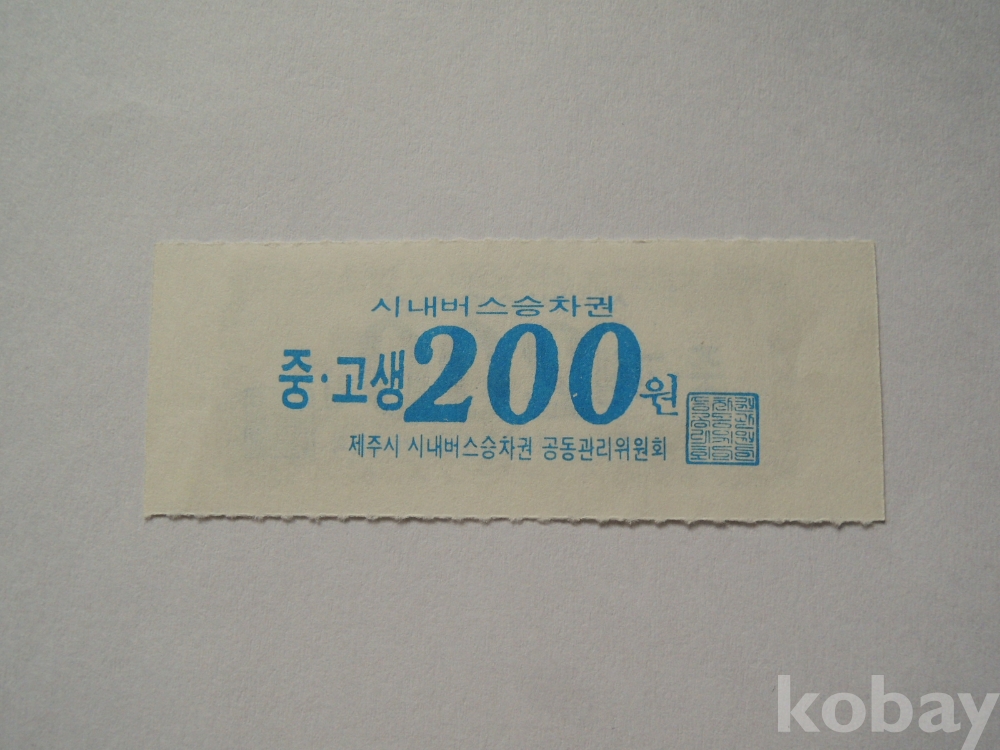 시내버스승차권
중·고생 200원
제주시 시내버스승차권 공동관리위원회
kobay